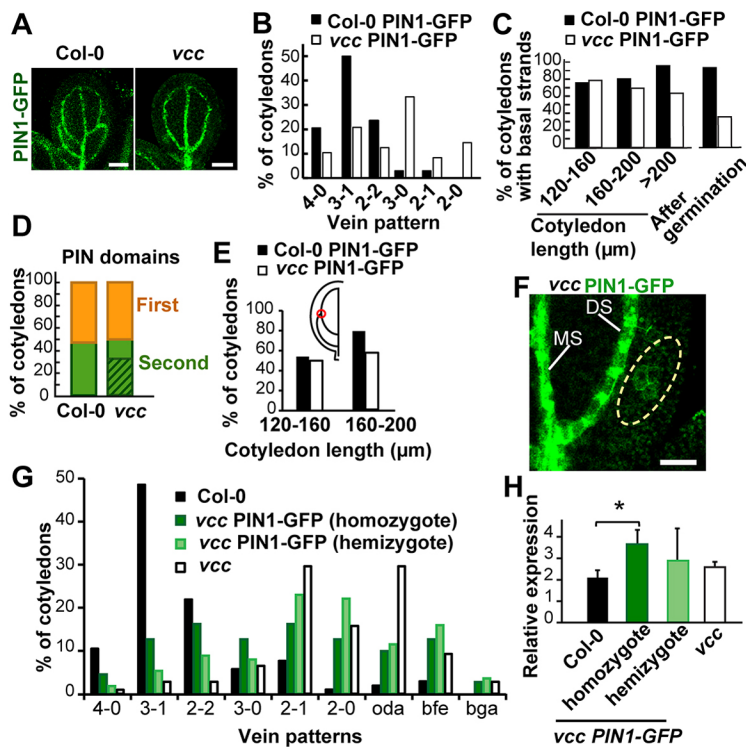 A
Col-0
vcc
PIN1-GFP
B
Col-0 PIN1-GFP
vcc PIN1-GFP
% of cotyledons
50
40
30
20
10
0
4-0
3-1
2-2
3-0
2-1
2-0
Vein pattern
C
Col-0 PIN1-GFP
vcc PIN1-GFP
% of cotyledons
with basal strands
100
80
60
40
20
0
120-160
160-200
>200
After
germination
Cotyledon
length (µm)
D
PIN domains
% of cotyledons
100
80
60
40
20
0
First
Second
Col-0
vcc
E
Col-0 PIN1-GFP
vcc PIN1-GFP
% of cotyledons
100
80
60
40
20
0
120-160
160-200
Cotyledon length (µm)
F
vcc PIN1-GFP
DS
MS
G
% of cotyledons
50
40
30
20
10
0
Col-0
vcc PIN1-GFP (homozygote)
vcc PIN1-GFP (hemizygote)
vcc
4-0
3-1
2-2
3-0
2-1
2-0
oda
bfe
bga
Vein patterns
H
Relative expression
*
4
3
2
1
0
Col-0
homozygote
hemizygote
vcc
vcc PIN1-GFP